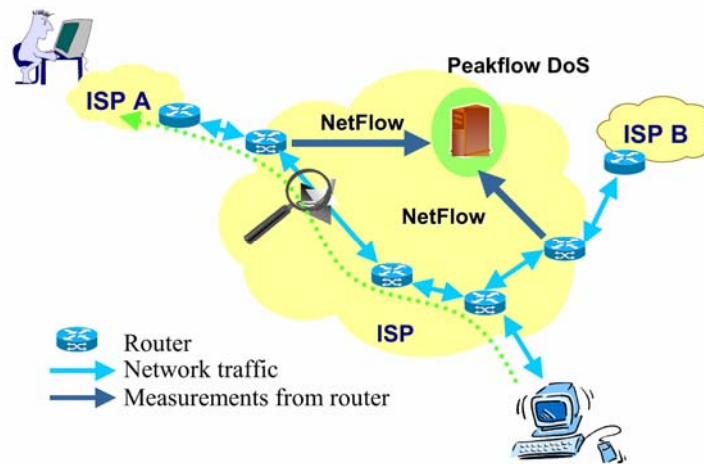 Peakflow DoS
ISP A
NetFlow
ISP B
NetFlow
ISP
Router
Network traffic
Measurements from router